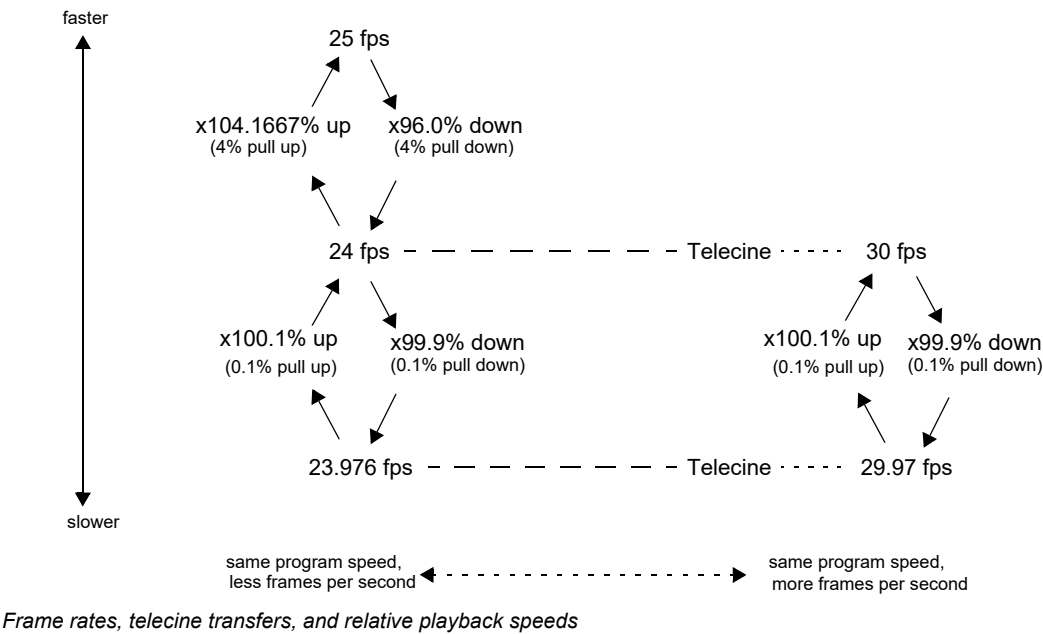 faster
25 fps
x104.1667% up
(4% pull up)
x96.0% down
(4% pull down)
24 fps
Telecine
30 fps
x100.1% up
(0.1% pull up)
x99.9% down
(0.1% pull down)
x100.1% up
(0.1% pull up)
x99.9% down
(0.1% pull down)
23.976 fps
Telecine
29.97 fps
slower
same program speed,
less frames per second
same program speed,
more frames per second
Frame rates, telecine transfers, and relative playback speeds